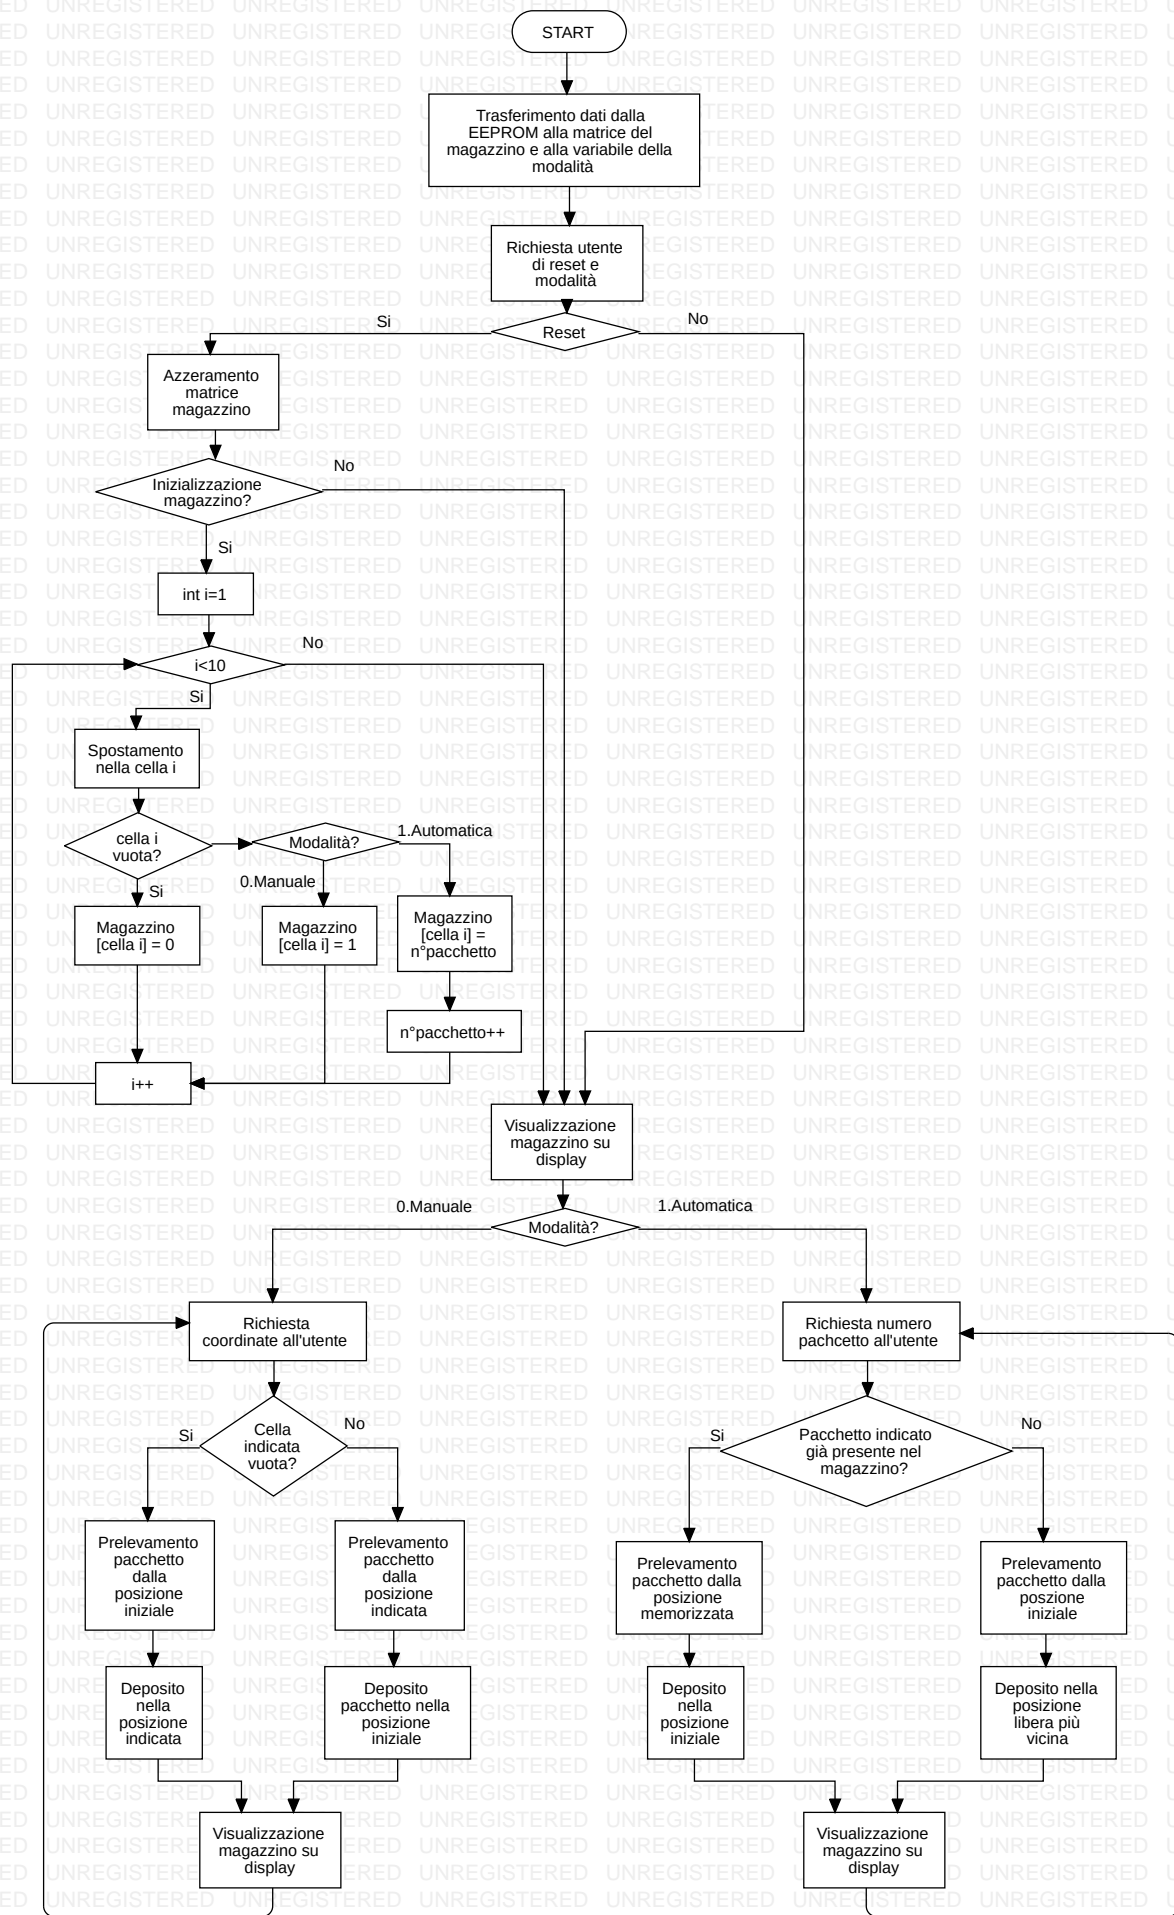 START
Trasferimento dati dalla
EEPROM alla matrice del
magazzino e alla variabile della
modalità
Richiesta utente
di reset e
modalità
Reset
Si
No
Azzeramento
matrice
magazzino
Inizializzazione
magazzino?
No
Si
int i=1
i<10
No
Si
Spostamento
nella cella i
cella i
vuota?
Modalità?
1.Automatica
0.Manuale
Si
Magazzino
[cella i] = 0
Magazzino
[cella i] = 1
Magazzino
[cella i] =
n°pacchetto
n°pacchetto++
i++
Visualizzazione
magazzino su
display
Modalità?
0.Manuale
1.Automatica
Richiesta
coordinate all'utente
Richiesta numero
pachcetto all'utente
Cella
indicata
vuota?
Si
No
Pacchetto indicato
già presente nel
magazzino?
Si
No
Prelevamento
pacchetto
dalla
posizione
iniziale
Prelevamento
pacchetto
dalla
posizione
indicata
Prelevamento
pacchetto dalla
posizione
memorizzata
Prelevamento
pacchetto dalla
poszione
iniziale
Deposito
nella
posizione
indicata
Deposito
pacchetto nella
posizione
iniziale
Deposito
nella
posizione
iniziale
Deposito nella
posizione
libera più
vicina
Visualizzazione
magazzino su
display
Visualizzazione
magazzino su
display
UNREGISTERED